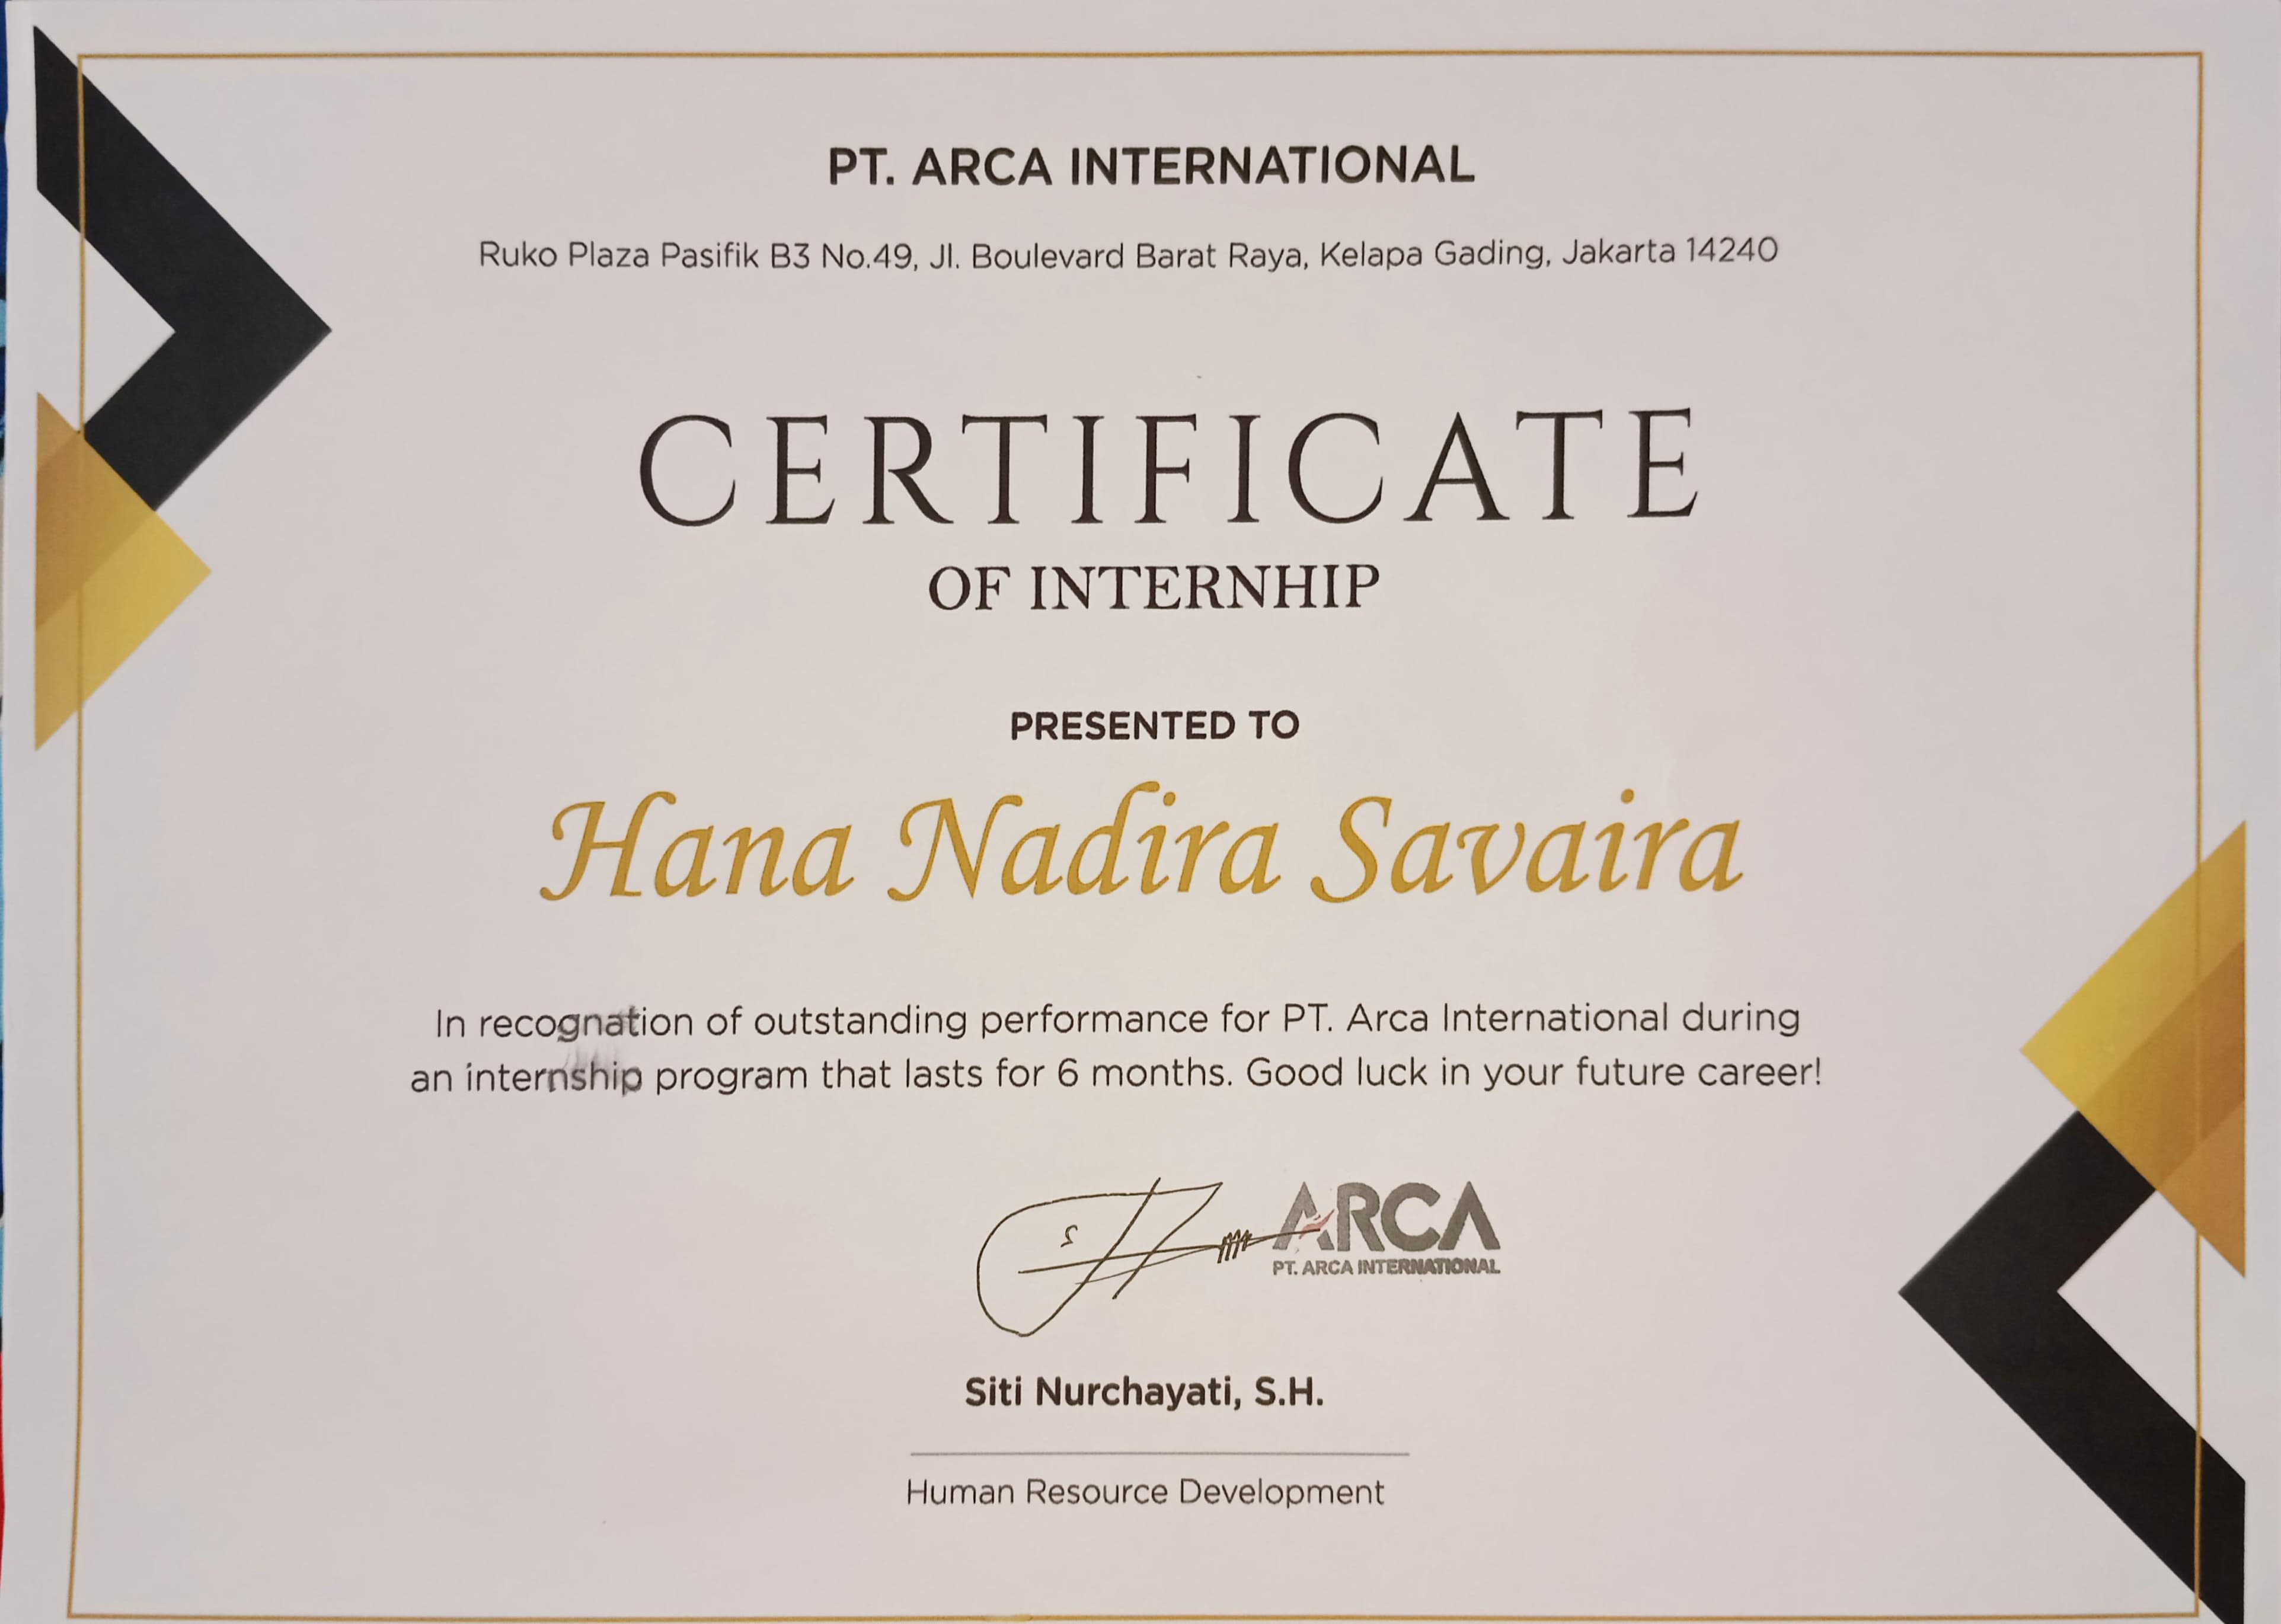 PT. ARCA INTERNATIONAL
Ruko Plaza Pasifik B3 No.49, Jl. Boulevard Barat Raya, Kelapa Gading, Jakarta 14240
CERTIFICATE
OF INTERNHIP
PRESENTED TO
Hana Nadira Savaira
In recognation of outstanding performance for PT. Arca International during
an internship program that lasts for 6 months. Good luck in your future career!
ARCA
PT. ARCA INTERNATIONAL
Siti Nurchayati, S.H.
Human Resource Development